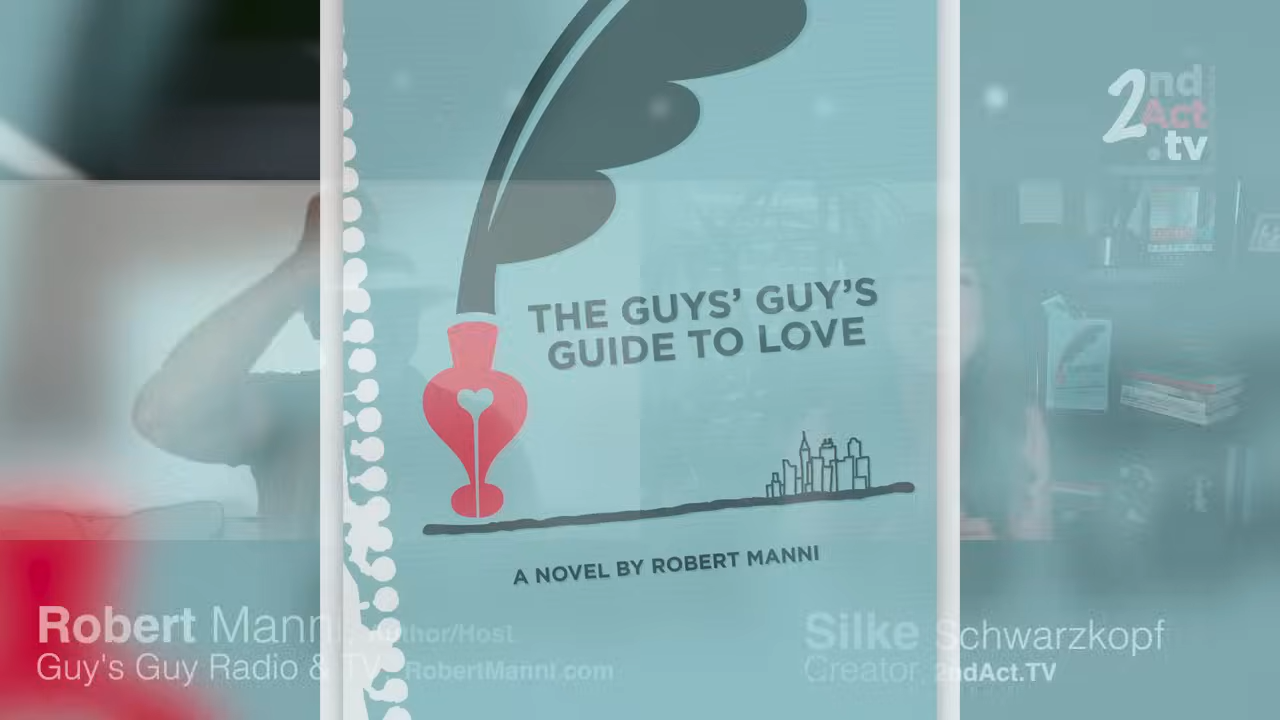 2nd
Act
.tv
THE GUYS’ GUY’S
GUIDE TO LOVE
A NOVEL BY ROBERT MANNI
Robert Manni, Author/Host
Guy's Guy Radio & TV, RobertManni.com
Silke Schwarzkopf
Creator, 2ndAct.TV